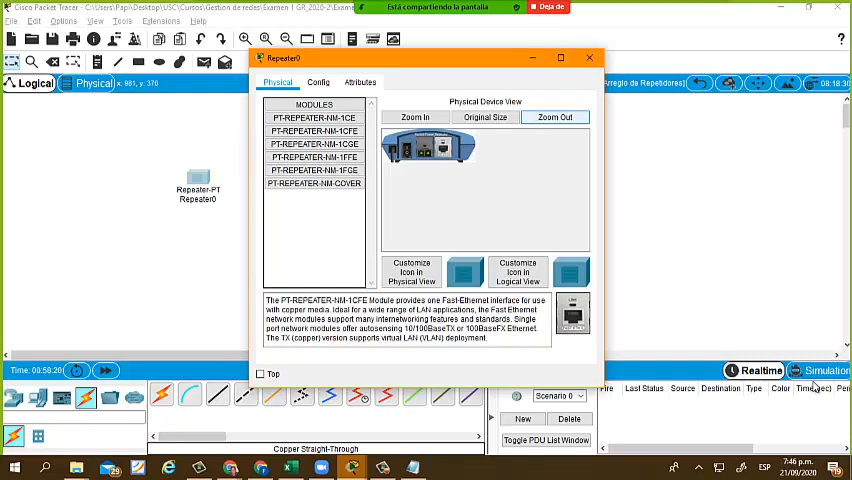 Cisco Packet Tracer - C:\Users\Papi\Desktop\USC\Cursos\Gestion de redes\Examen 1 GR_2020-2\Exame
Está compartiendo la pantalla
Deja de
File Edit Options View Tools Extensions Help
Logical
Physical
x: 981, y: 370
Arreglo de Repetidores]
08:18:30
Repeater-PT
Repeater0
Repeater0
Physical Config Attributes
MODULES
PT-REPEATER-NM-1CE
PT-REPEATER-NM-1CFE
PT-REPEATER-NM-1CGE
PT-REPEATER-NM-1FFE
PT-REPEATER-NM-1FGE
PT-REPEATER-NM-COVER
Physical Device View
Zoom In Original Size Zoom Out
Customize
Icon in
Physical View
Customize
Icon in
Logical View
The PT-REPEATER-NM-1CFE Module provides one Fast-Ethernet interface for use
with copper media. Ideal for a wide range of LAN applications, the Fast Ethernet
network modules support many internetworking features and standards. Single
port network modules offer autosensing 10/100BaseTX or 100BaseFX Ethernet.
The TX (copper) version supports virtual LAN (VLAN) deployment.
Top
Time: 00:58:20
Realtime
Simulation
Scenario 0
New Delete
Toggle PDU List Window
Fire Last Status Source Destination Type Color Time(sec) Peri
Copper Straight-Through
29
ESP
7:46 p.m.
21/09/2020